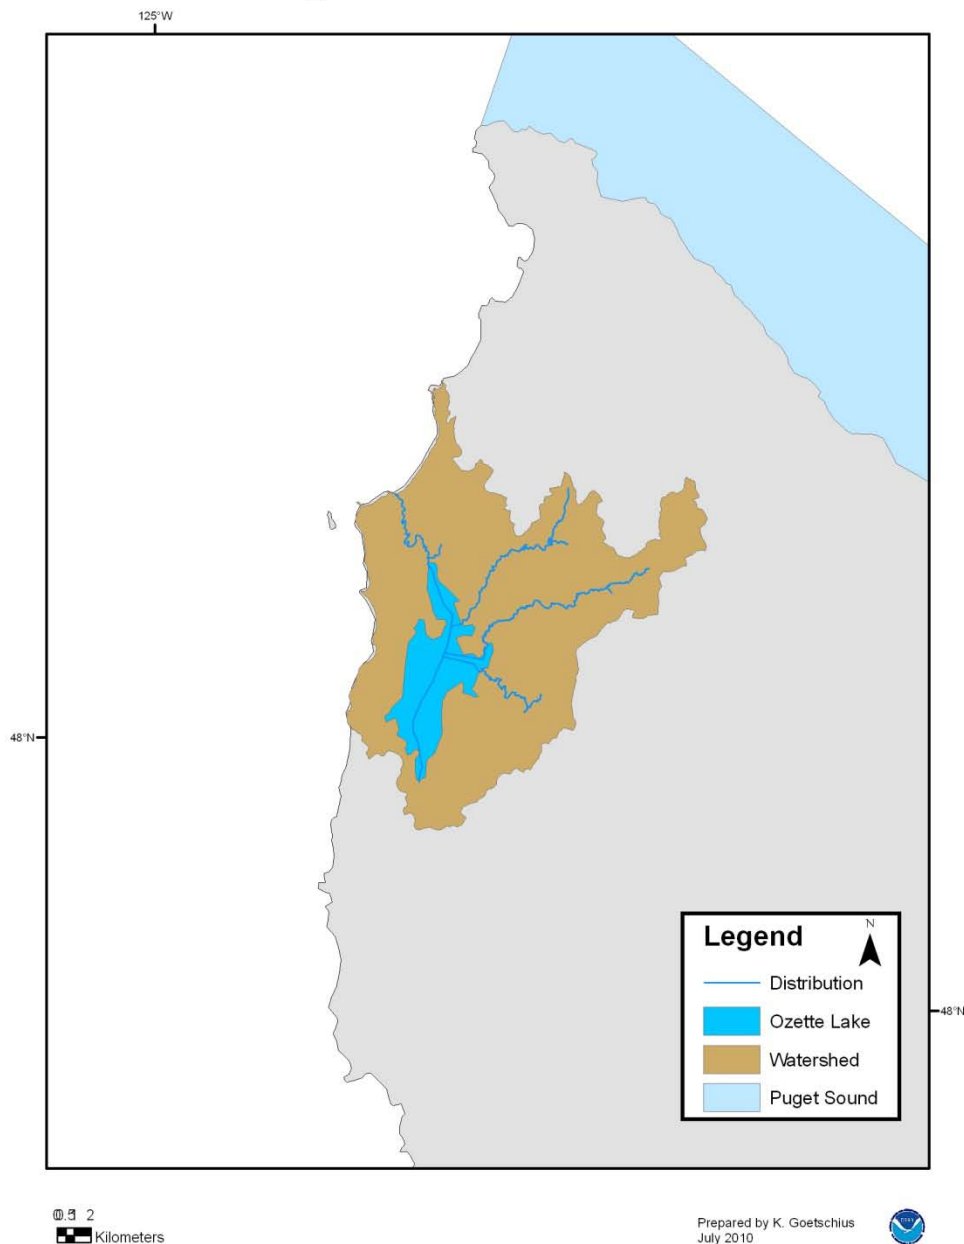 125°W
48°N
N
Legend
Distribution
Ozette Lake
48°N
Watershed
Puget Sound
2
Kilometers
Prepared by K. Goetschius
July 2010